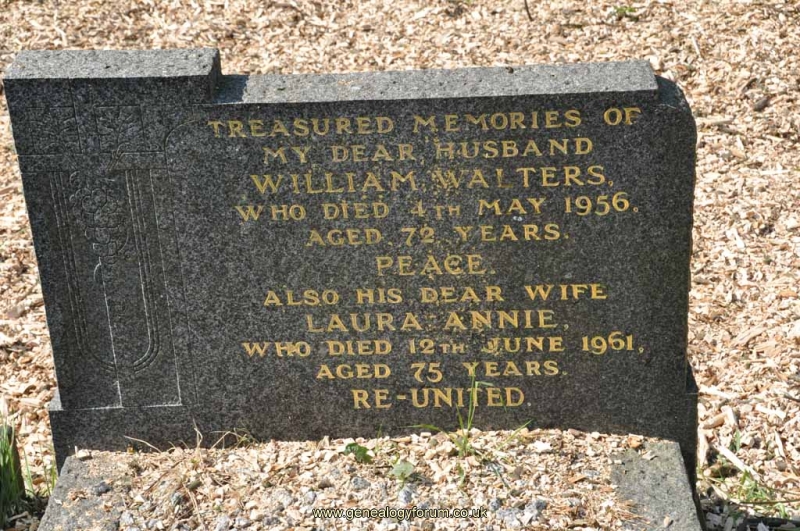 TREASURED MEMORIES OF
MY DEAR HUSBAND
WILLIAM WALTERS,
WHO DIED 4TH MAY 1956.
AGED 72 YEARS.
PEACE.
ALSO HIS DEAR WIFE
LAURA ANNIE,
WHO DIED 12TH JUNE 1961,
AGED 75 YEARS.
RE-UNITED.
www.genealogyforum.co.uk